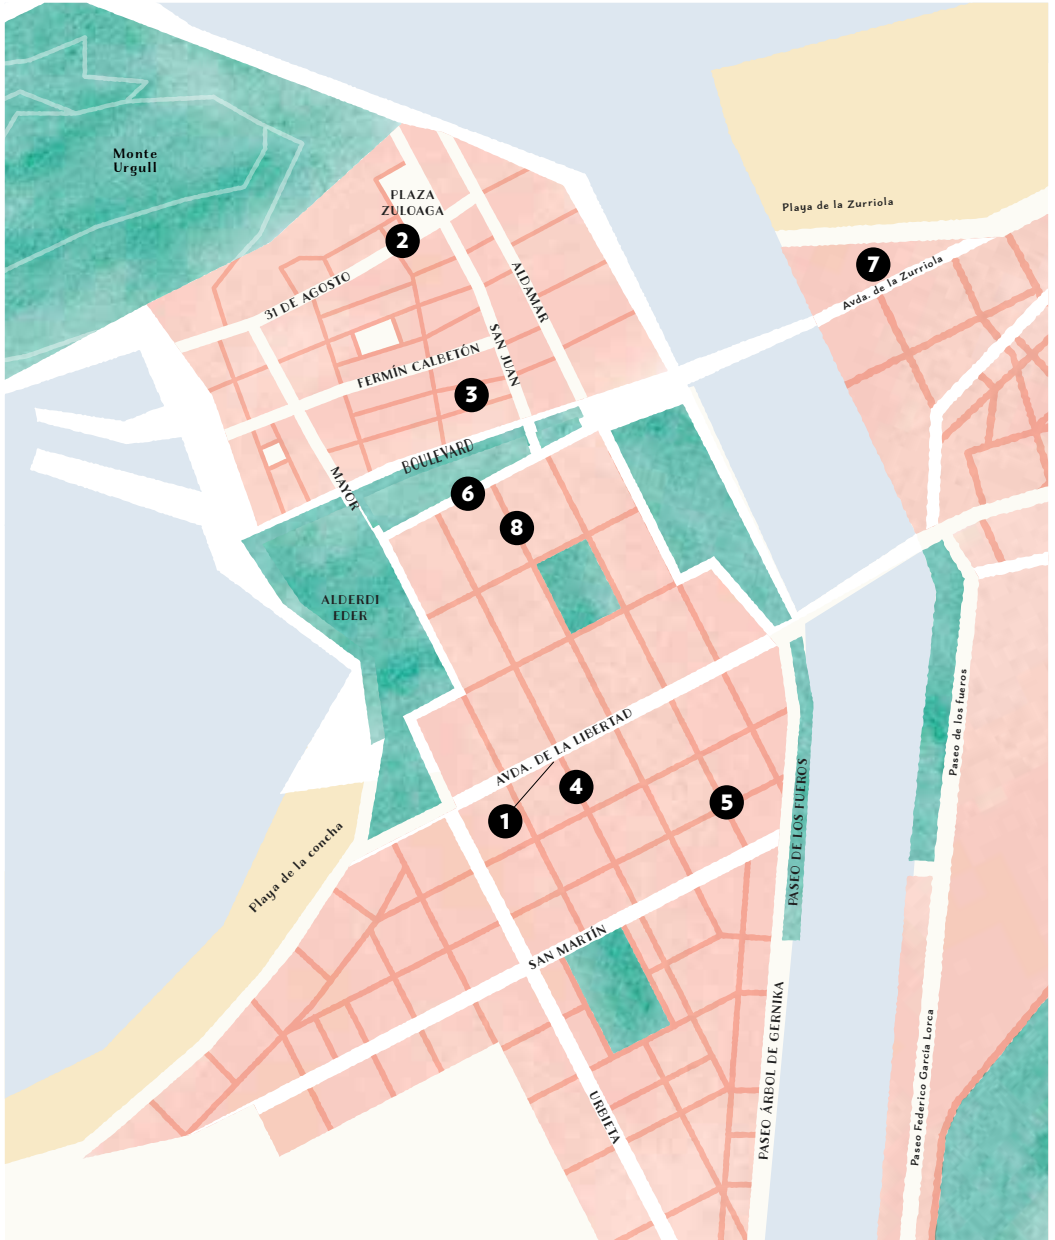 Monte
Urgull
PLAZA
ZULOAGA
2
Playa de la Zurriola
7
Avda. de la Zurriola
31 DE AGOSTO
ALDAMAR
SAN JUAN
FERMÍN CALBETÓN
3
BOULEVARD
MAYOR
6
8
ALDERDI
EDER
AVDA. DE LA LIBERTAD
4
1
5
Paseo de los fueros
PASEO DE LOS FUEROS
Playa de la concha
SAN MARTÍN
PASEO ÁRBOL DE GERNIKA
Paseo Federico García Lorca
URBIETA